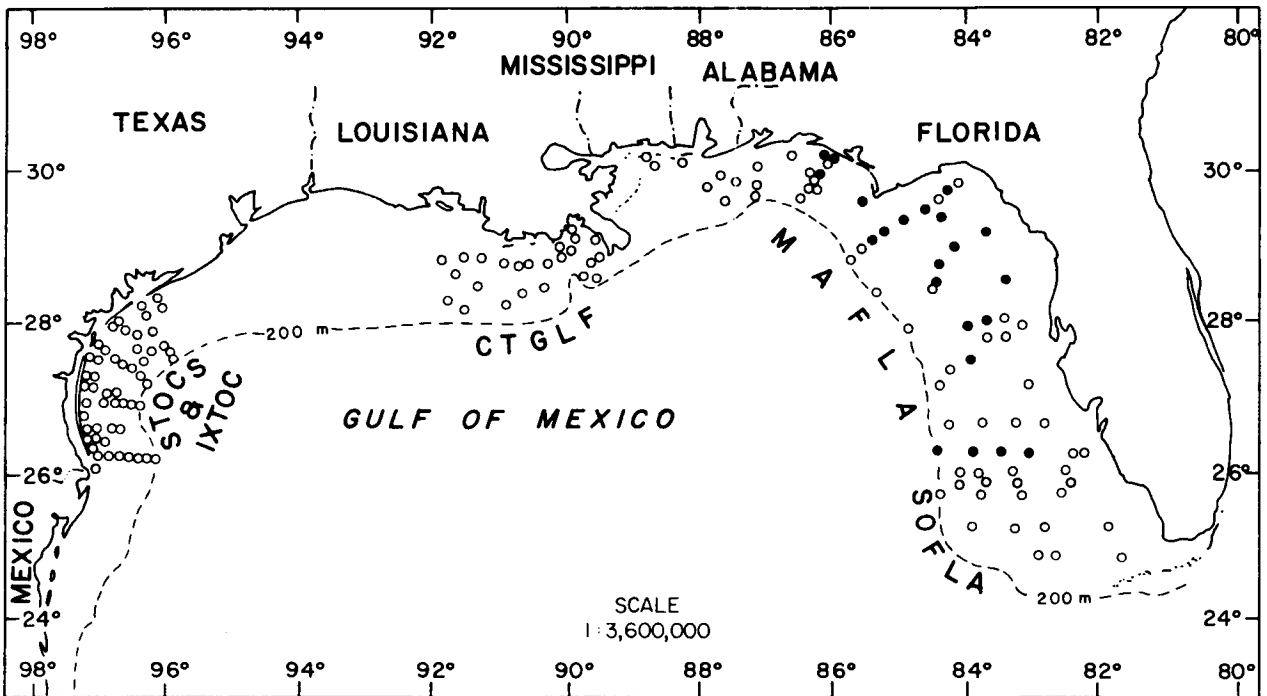 98° 96° 94° 92° 90° 88° 86° 84° 82° 80°
MISSISSIPPI
ALABAMA
TEXAS
LOUISIANA
FLORIDA
30° 30°
MAFLA
28° 28°
200 m
CTGLF
STOCS
&
IXTOC
GULF OF MEXICO
26° 26°
SOFLA
MEXICO
200 m
SCALE
1:3,600,000
24° 24°
98° 96° 94° 92° 90° 88° 86° 84° 82° 80°